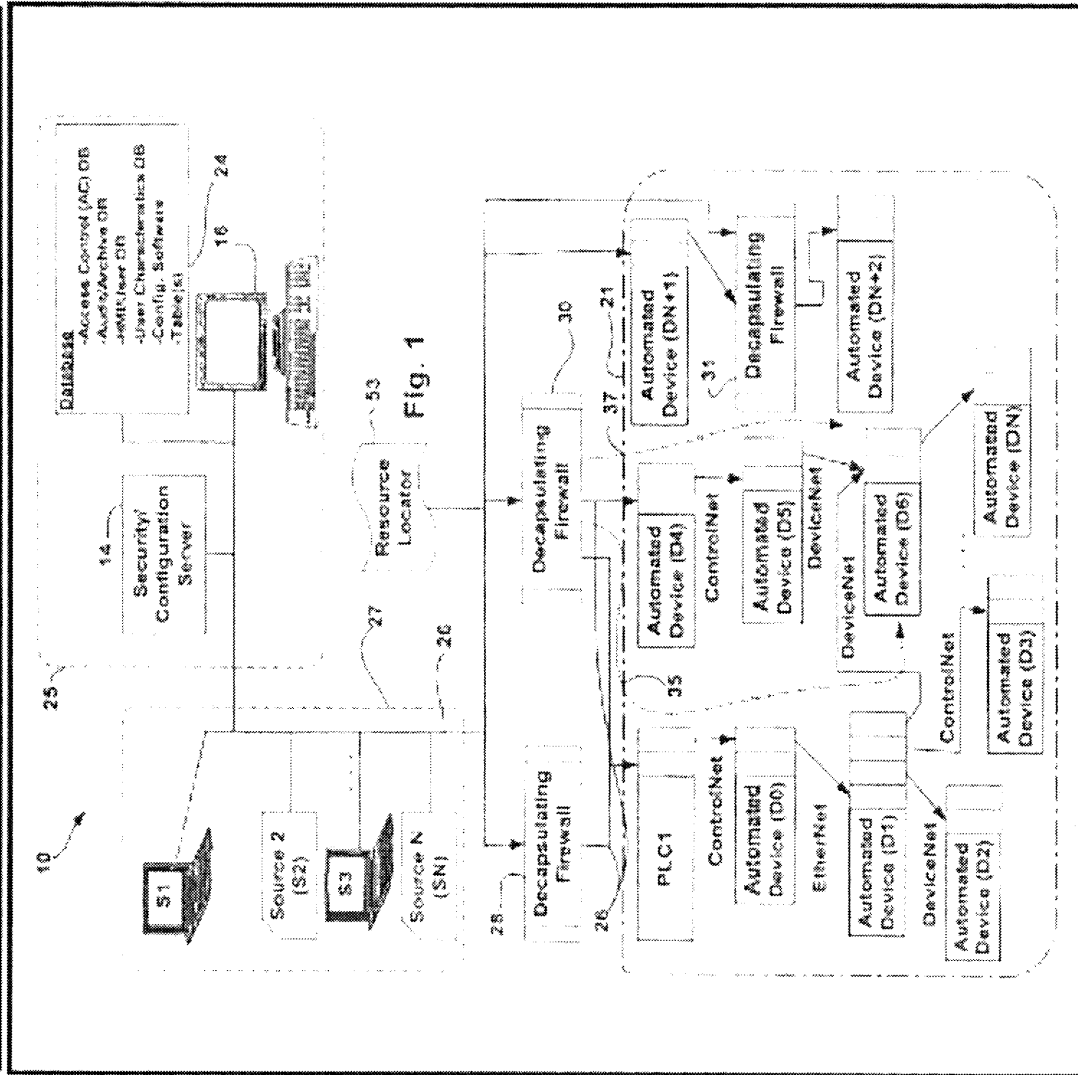 10
S1
Source 2
(S2)
S3
Source N
(SN)
27
26
25
14
Security/
Configuration
Server
Database
-Access Control (AC) DB
-Audit/Archive DB
-User Characteristics DB
-Config. Software
-Table(s)
24
16
53
Resource
Locator
Fig. 1
28
Decapsulating
Firewall
Decapsulating
Firewall
30
26
35
37
21
PLC1
ControlNet
Automated
Device (D0)
EtherNet
Automated
Device (D1)
DeviceNet
Automated
Device (D2)
ControlNet
Automated
Device (D3)
Automated
Device (D4)
ControlNet
Automated
Device (D5)
DeviceNet
DeviceNet
Automated
Device (D6)
Automated
Device (DN)
Automated
Device (DN+1)
31
Decapsulating
Firewall
Automated
Device (DN+2)